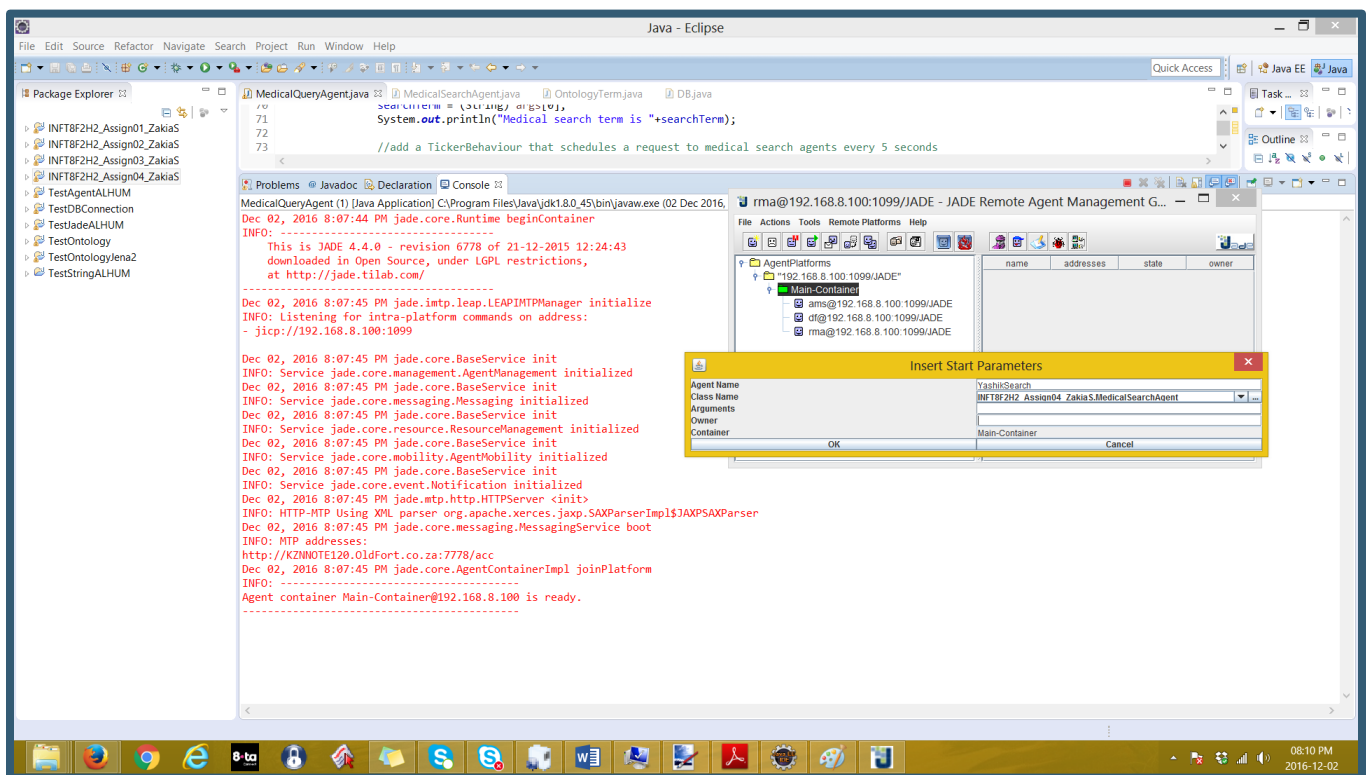 Java - Eclipse
File Edit Source Refactor Navigate Search Project Run Window Help
Quick Access
Java EE
Java
Package Explorer
INFT8F2H2_Assign01_ZakiaS
INFT8F2H2_Assign02_ZakiaS
INFT8F2H2_Assign03_ZakiaS
INFT8F2H2_Assign04_ZakiaS
TestAgentALHUM
TestDBConnection
TestJadeALHUM
TestOntology
TestOntologyJena2
TestStringALHUM
MedicalQueryAgent.java MedicalSearchAgent.java OntologyTerm.java DB.java
70 searchTerm = (String) args[0];
71 System.out.println("Medical search term is "+searchTerm);
72
73 //add a TickerBehaviour that schedules a request to medical search agents every 5 seconds
Task...
Outline
Problems @ Javadoc Declaration Console
MedicalQueryAgent (1) [Java Application] C:\Program Files\Java\jdk1.8.0_45\bin\javaw.exe (02 Dec 2016,
Dec 02, 2016 8:07:44 PM jade.core.Runtime beginContainer
INFO: ----------------------------------
This is JADE 4.4.0 - revision 6778 of 21-12-2015 12:24:43
downloaded in Open Source, under LGPL restrictions,
at http://jade.tilab.com/
----------------------------------------
Dec 02, 2016 8:07:45 PM jade.imtp.leap.LEAPIMTPManager initialize
INFO: Listening for intra-platform commands on address:
- jicp://192.168.8.100:1099
Dec 02, 2016 8:07:45 PM jade.core.BaseService init
INFO: Service jade.core.management.AgentManagement initialized
Dec 02, 2016 8:07:45 PM jade.core.BaseService init
INFO: Service jade.core.messaging.Messaging initialized
Dec 02, 2016 8:07:45 PM jade.core.BaseService init
INFO: Service jade.core.resource.ResourceManagement initialized
Dec 02, 2016 8:07:45 PM jade.core.BaseService init
INFO: Service jade.core.mobility.AgentMobility initialized
Dec 02, 2016 8:07:45 PM jade.core.BaseService init
INFO: Service jade.core.event.Notification initialized
Dec 02, 2016 8:07:45 PM jade.mtp.http.HTTPServer <init>
INFO: HTTP-MTP Using XML parser org.apache.xerces.jaxp.SAXParserImpl$JAXPSAXParser
Dec 02, 2016 8:07:45 PM jade.core.messaging.MessagingService boot
INFO: MTP addresses:
http://KZNNOTE120.OldFort.co.za:7778/acc
Dec 02, 2016 8:07:45 PM jade.core.AgentContainerImpl joinPlatform
INFO: --------------------------------------
Agent container Main-Container@192.168.8.100 is ready.
--------------------------------------------
rma@192.168.8.100:1099/JADE - JADE Remote Agent Management G...
File Actions Tools Remote Platforms Help
AgentPlatforms
"192.168.8.100:1099/JADE"
Main-Container
ams@192.168.8.100:1099/JADE
df@192.168.8.100:1099/JADE
rma@192.168.8.100:1099/JADE
name addresses state owner
Insert Start Parameters
Agent Name YashikSearch
Class Name INFT8F2H2_Assign04_ZakiaS.MedicalSearchAgent
Arguments
Owner
Container Main-Container
OK Cancel
8·ta
08:10 PM
2016-12-02